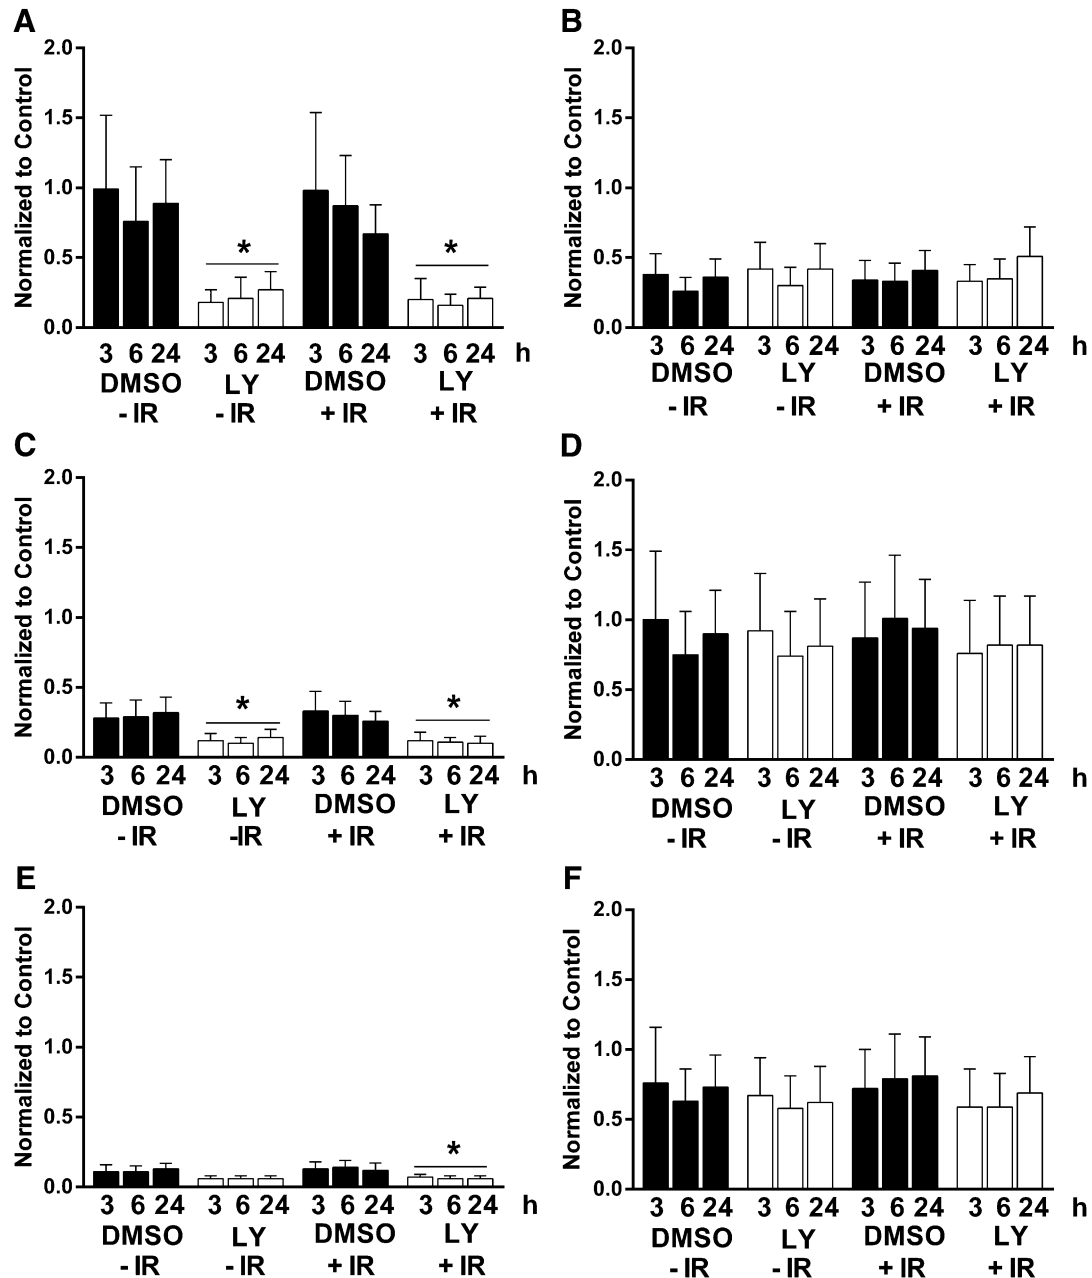 A
Normalized to Control
2.0
1.5
1.0
0.5
0.0
*
*
3 6 24 3 6 24 3 6 24 3 6 24 h
DMSO LY DMSO LY
- IR - IR + IR + IR
B
Normalized to Control
2.0
1.5
1.0
0.5
0.0
3 6 24 3 6 24 3 6 24 3 6 24 h
DMSO LY DMSO LY
- IR - IR + IR + IR
C
Normalized to Control
2.0
1.5
1.0
0.5
0.0
*
*
3 6 24 3 6 24 3 6 24 3 6 24 h
DMSO LY DMSO LY
- IR -IR + IR + IR
D
Normalized to Control
2.0
1.5
1.0
0.5
0.0
3 6 24 3 6 24 3 6 24 3 6 24 h
DMSO LY DMSO LY
- IR - IR + IR + IR
E
Normalized to Control
2.0
1.5
1.0
0.5
0.0
*
3 6 24 3 6 24 3 6 24 3 6 24 h
DMSO LY DMSO LY
- IR - IR + IR + IR
F
Normalized to Control
2.0
1.5
1.0
0.5
0.0
3 6 24 3 6 24 3 6 24 3 6 24 h
DMSO LY DMSO LY
- IR - IR + IR + IR